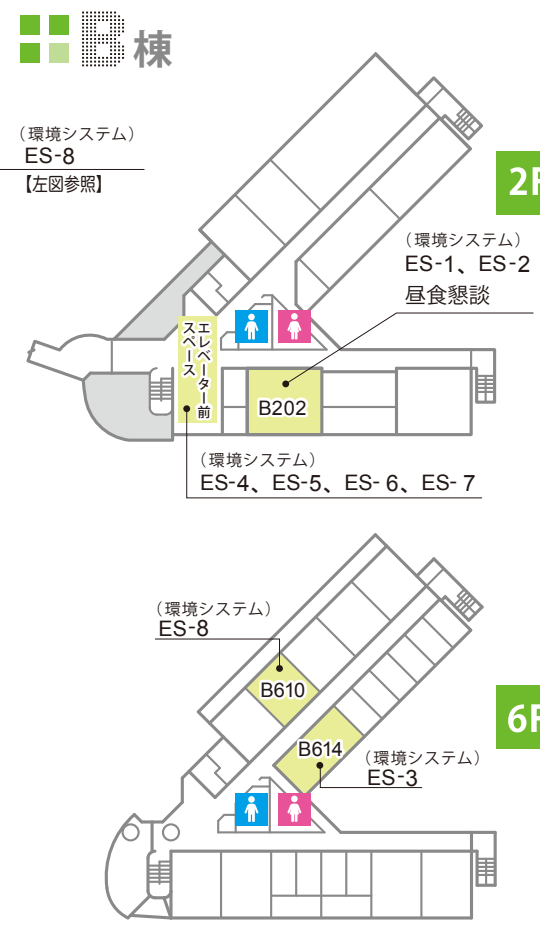 B棟
（環境システム）
ES-8
【左図参照】
2F
（環境システム）
ES-1、ES-2
昼食懇談
エレベーター前
スペース
B202
（環境システム）
ES-4、ES-5、ES- 6、ES- 7
（環境システム）
ES-8
B610
6F
B614
（環境システム）
ES-3